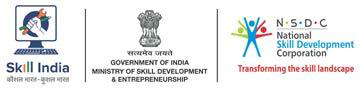 Skill India
कौशल भारत-कुशल भारत
सत्यमेव जयते
GOVERNMENT OF INDIA
MINISTRY OF SKILL DEVELOPMENT
& ENTREPRENEURSHIP
N·S·D·C
National
Skill Development
Corporation
Transforming the skill landscape